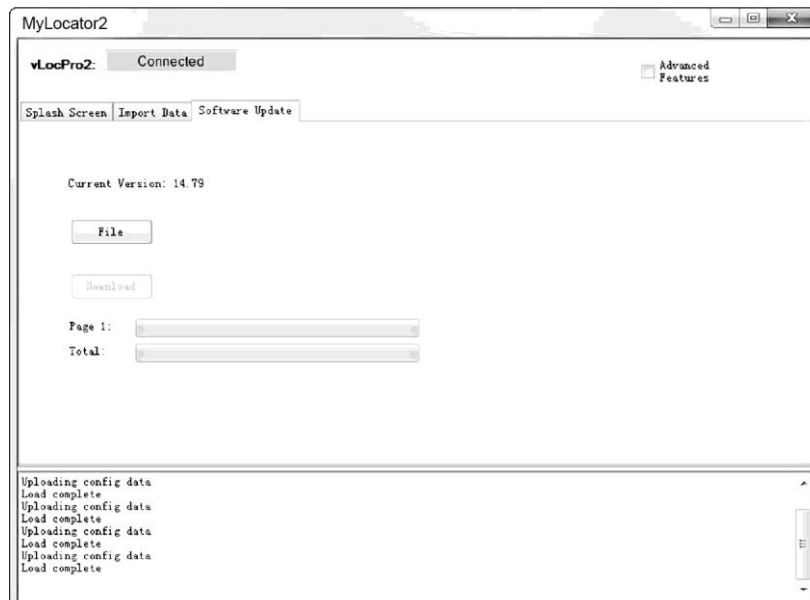 MyLocator2
vLocPro2: Connected
Advanced
Features
Splash Screen Import Data Software Update
Current Version: 14.79
File
Download
Page 1:
Total:
Uploading config data
Load complete
Uploading config data
Load complete
Uploading config data
Load complete
Uploading config data
Load complete